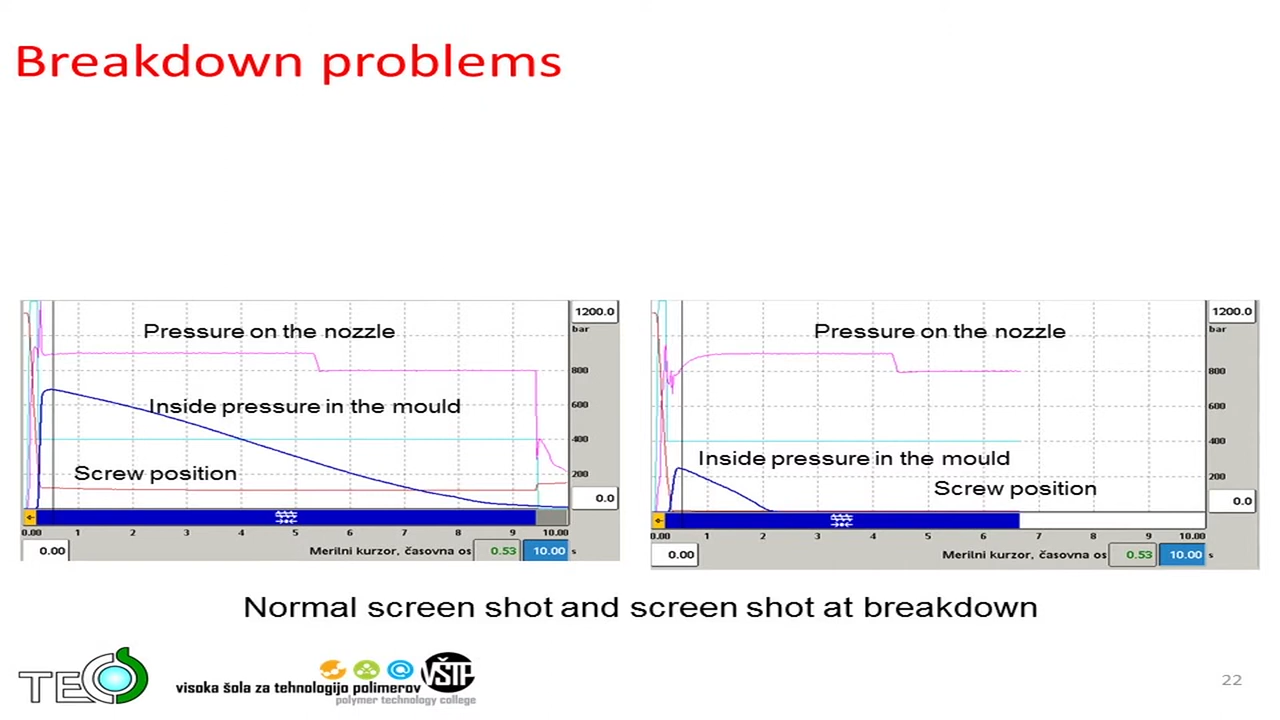 Breakdown problems
Pressure on the nozzle
Inside pressure in the mould
Screw position
1200.0
bar
800
600
400
200
0.0
0.00 1 2 3 4 5 6 7 8 9 10.00
0.00 Merilni kurzor, časovna os 0.53 10.00 s
Pressure on the nozzle
Inside pressure in the mould
Screw position
1200.0
bar
800
600
400
200
0.0
0.00 1 2 3 4 5 6 7 8 9 10.00
0.00 Merilni kurzor, časovna os 0.53 10.00 s
Normal screen shot and screen shot at breakdown
TECOS
visoka šola za tehnologijo polimerov VŠTP
polymer technology college
22